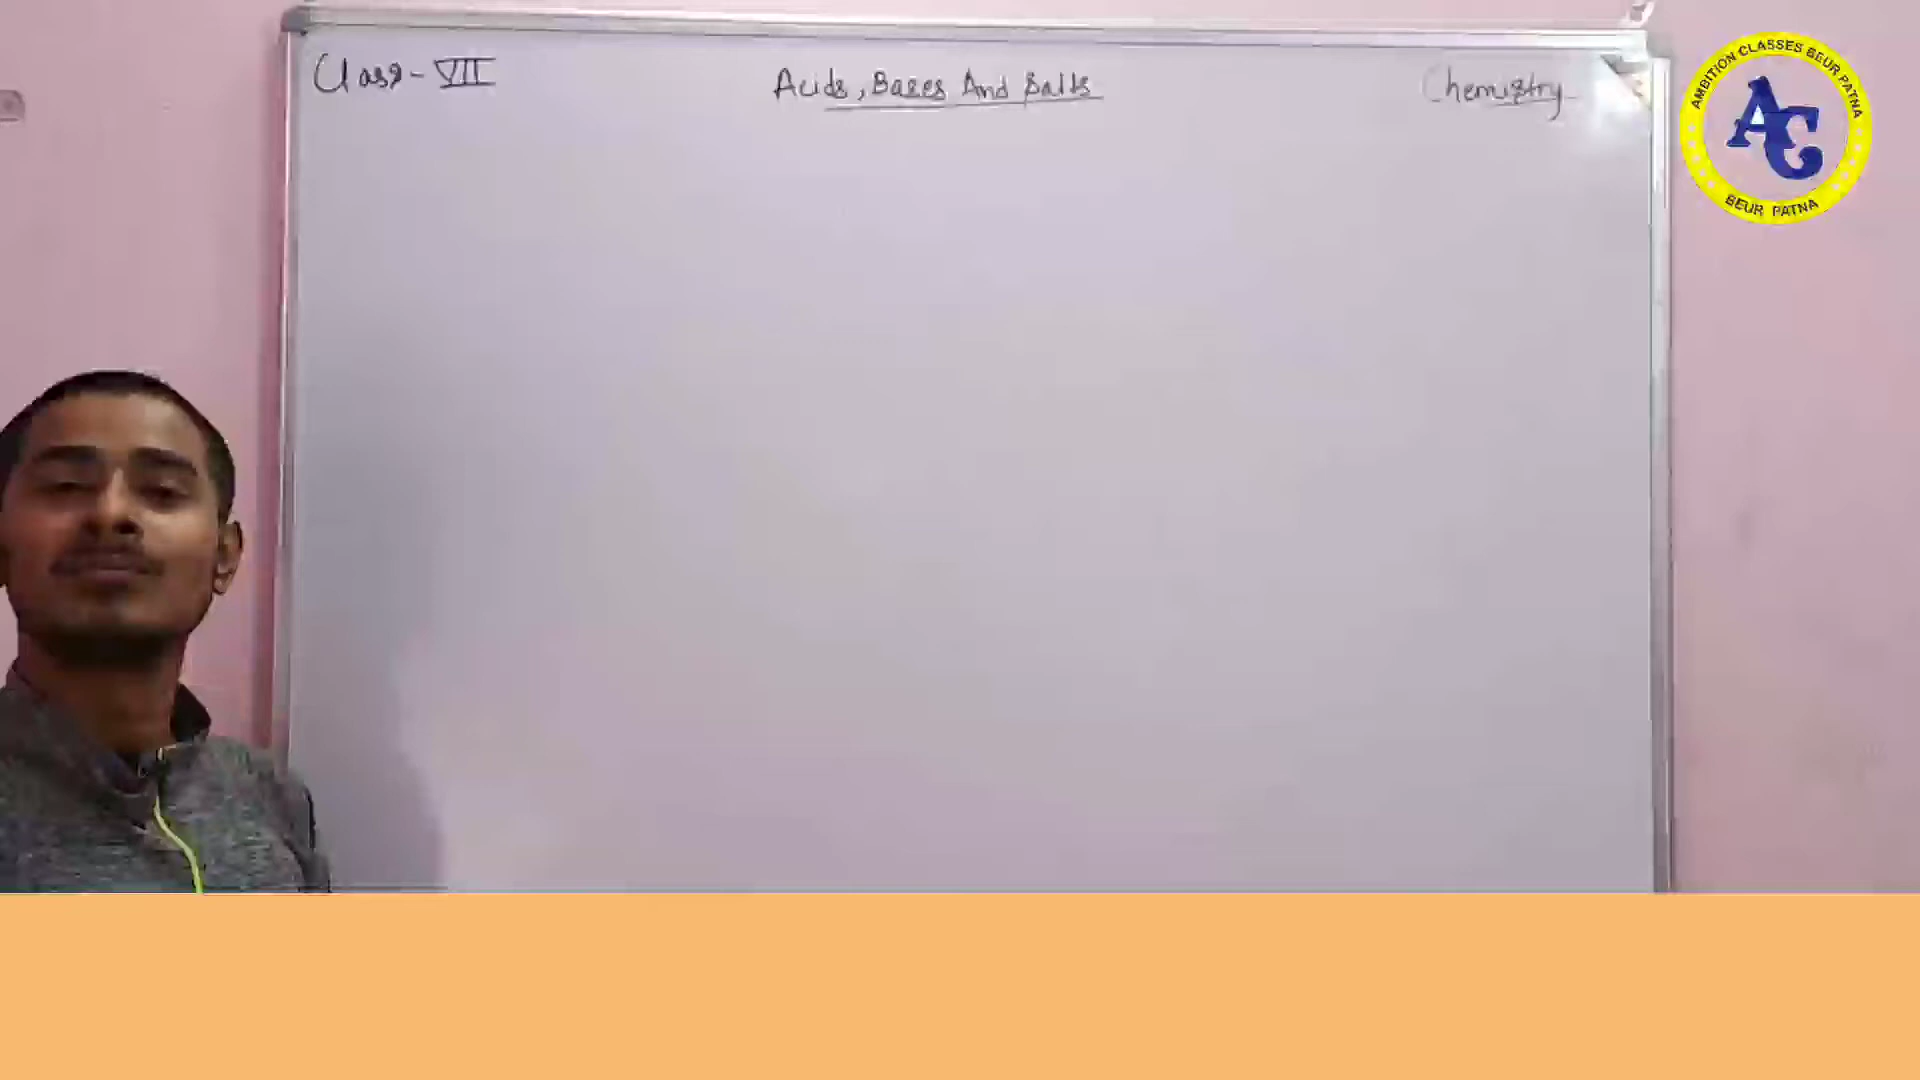 Class - VII
Acids, Bases And Salts
Chemistry
AMBITION CLASSES BEUR PATNA
AC
BEUR PATNA